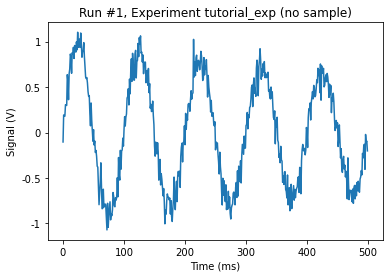 Run #1, Experiment tutorial_exp (no sample)
1
0.5
0
-0.5
-1
Signal (V)
0 100 200 300 400 500
Time (ms)